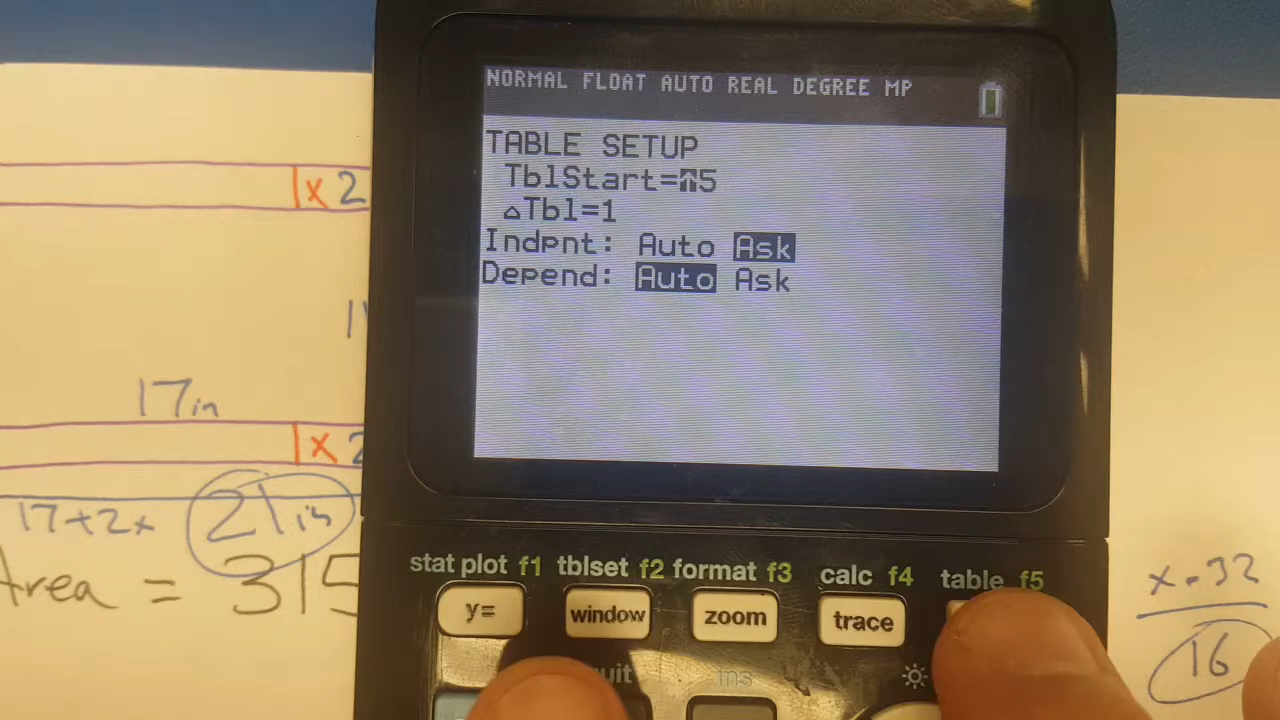 NORMAL FLOAT AUTO REAL DEGREE MP
TABLE SETUP
TblStart=5
△Tbl=1
Indpnt: Auto Ask
Depend: Auto Ask
x 2
17in
x 2
17+2x 21in
Area = 315
x - 32
16
stat plot f1 tblset f2 format f3 calc f4 table f5
y= window zoom trace
quit ins